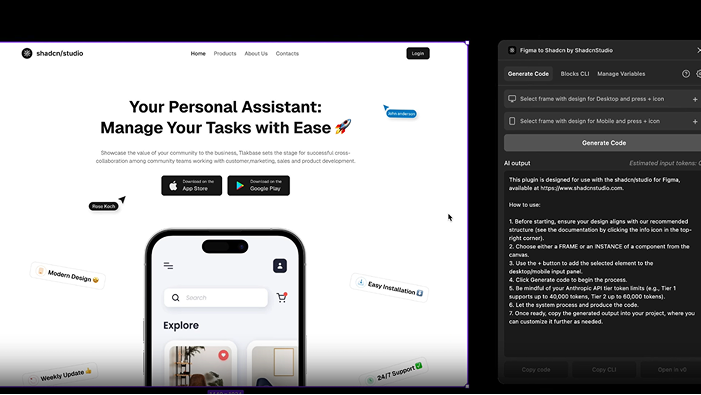 shadcn/studio
Home Products About Us Contacts
Login
Your Personal Assistant:
Manage Your Tasks with Ease 🚀
Showcase the value of your community to the business, Tlakbase sets the stage for successful cross-
collaboration among community teams working with customer,marketing, sales and product development.
Download on the
App Store
Download on the
Google Play
John anderson
Rose Koch
Modern Design 😄
Easy Installation
Search
Explore
Weekly Update 👍
24/7 Support ✅
Figma to Shadcn by ShadcnStudio
Generate Code Blocks CLI Manage Variables
Select frame with design for Desktop and press + icon
Select frame with design for Mobile and press + icon
Generate Code
AI output
Estimated input tokens:
This plugin is designed for use with the shadcn/studio for Figma,
available at https://www.shadcnstudio.com.
How to use:
1. Before starting, ensure your design aligns with our recommended
structure (see the documentation by clicking the info icon in the top-
right corner).
2. Choose either a FRAME or an INSTANCE of a component from the
canvas.
3. Use the + button to add the selected element to the
desktop/mobile input panel.
4. Click Generate code to begin the process.
5. Be mindful of your Anthropic API tier token limits (e.g., Tier 1
supports up to 40,000 tokens, Tier 2 up to 60,000 tokens).
6. Let the system process and produce the code.
7. Once ready, copy the generated output into your project, where you
can customize it further as needed.
Copy code
Copy CLI
Open in v0